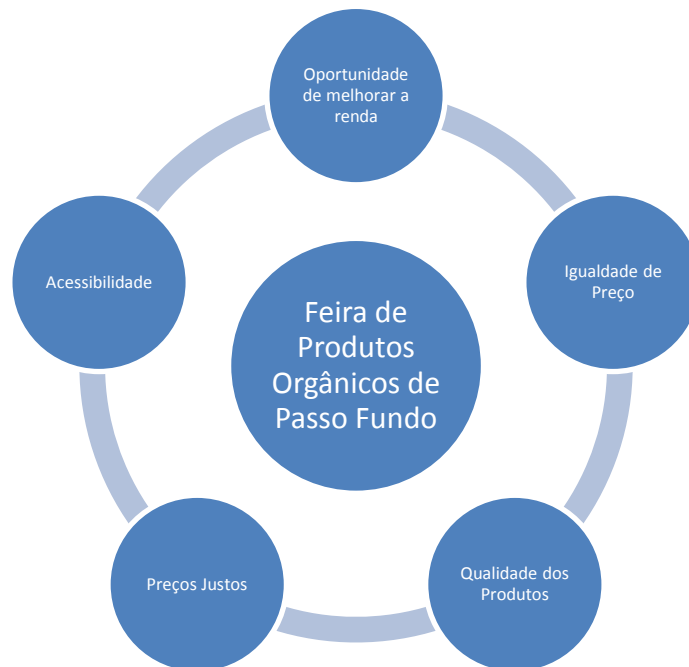 Oportunidade
de melhorar a
renda
Igualdade de
Preço
Qualidade dos
Produtos
Preços Justos
Acessibilidade
Feira de
Produtos
Orgânicos de
Passo Fundo